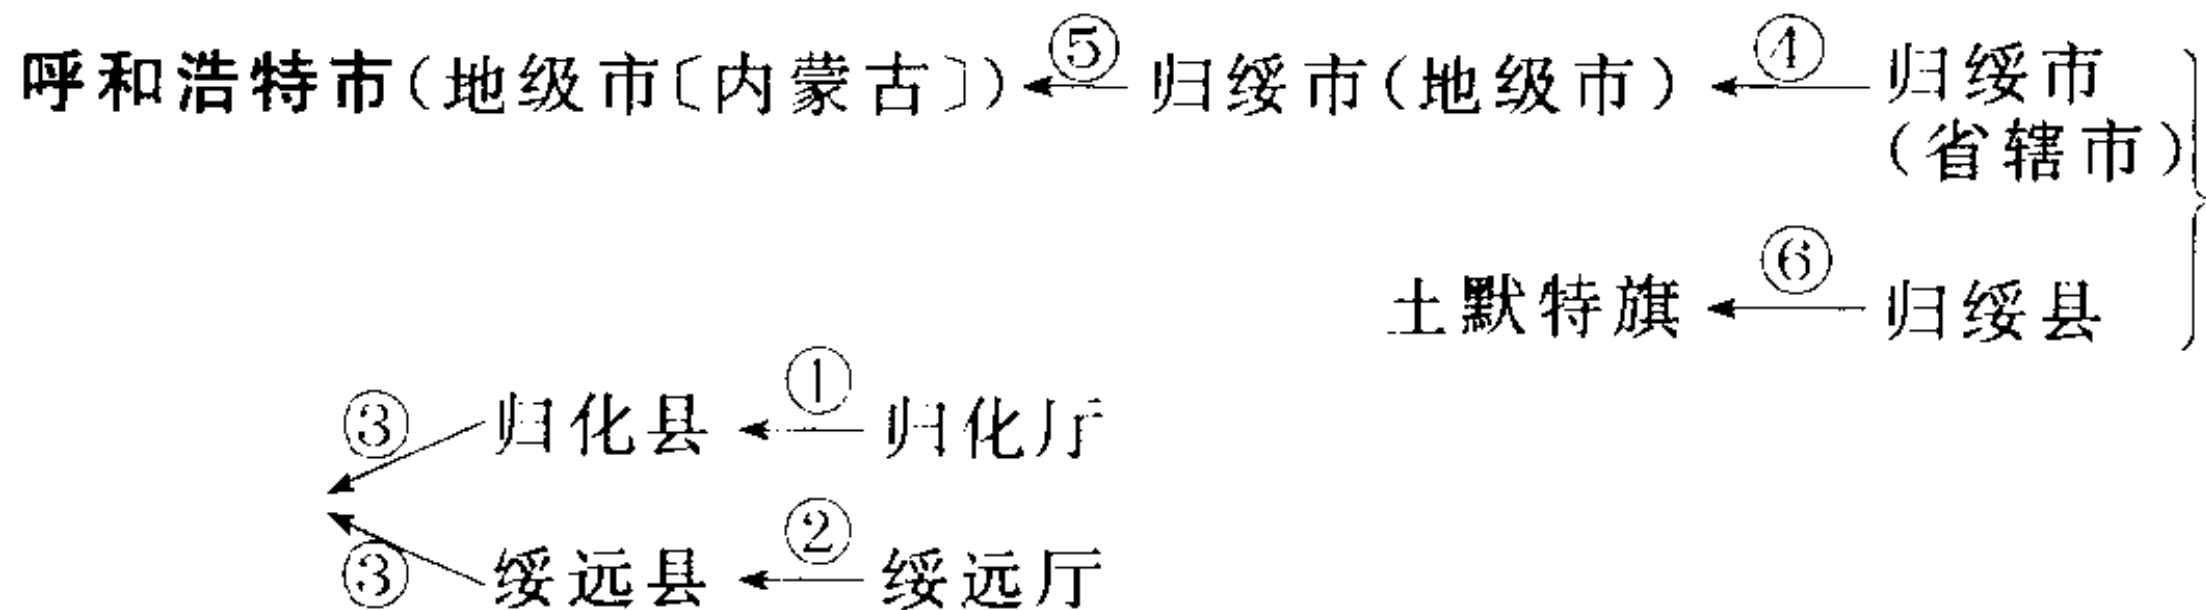 呼和浩特市(地级市〔内蒙古〕) ⑤ 归绥市(地级市) ④ 归绥市
(省辖市)
土默特旗 ⑥ 归绥县
③ 归化县 ① 归化厅
③ 绥远县 ② 绥远厅